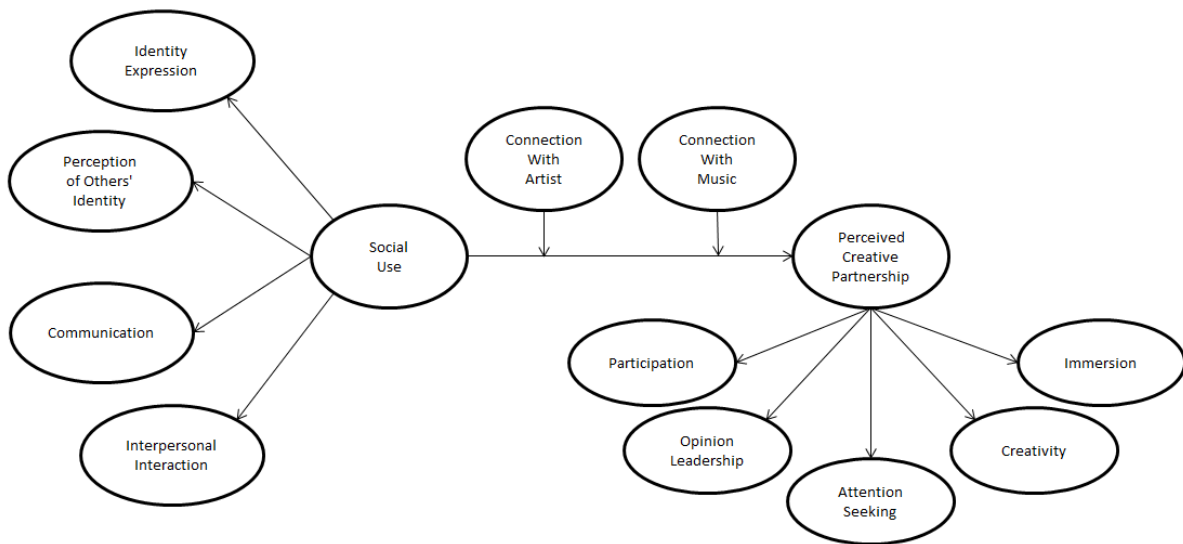 Identity
Expression
Perception
of Others'
Identity
Communication
Interpersonal
Interaction
Social
Use
Connection
With
Artist
Connection
With
Music
Perceived
Creative
Partnership
Participation
Opinion
Leadership
Attention
Seeking
Creativity
Immersion